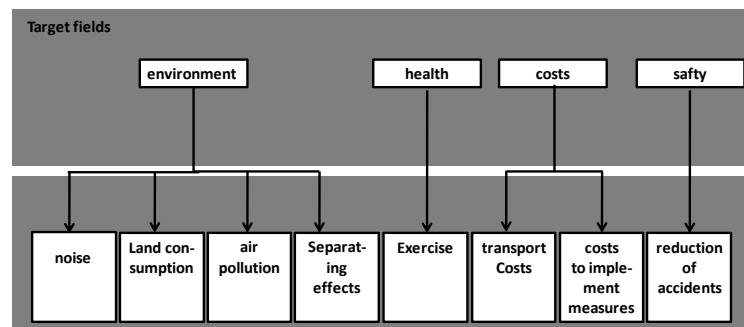 Target fields
environment
health
costs
safty
noise
Land con-
sumption
air
pollution
Separat-
ing
effects
Exercise
transport
Costs
costs
to imple-
ment
measures
reduction
of
accidents